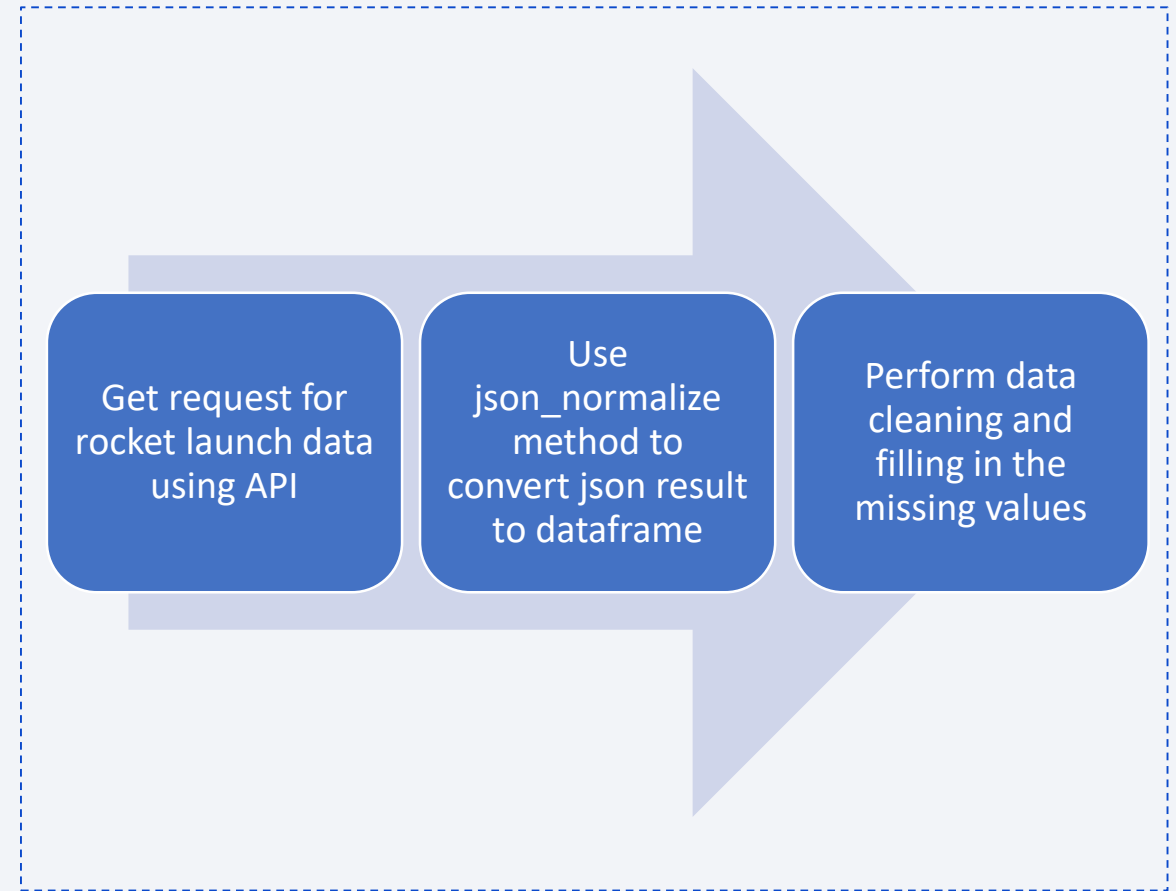 Get request for
rocket launch data
using API
Use
json_normalize
method to
convert json result
to dataframe
Perform data
cleaning and
filling in the
missing values